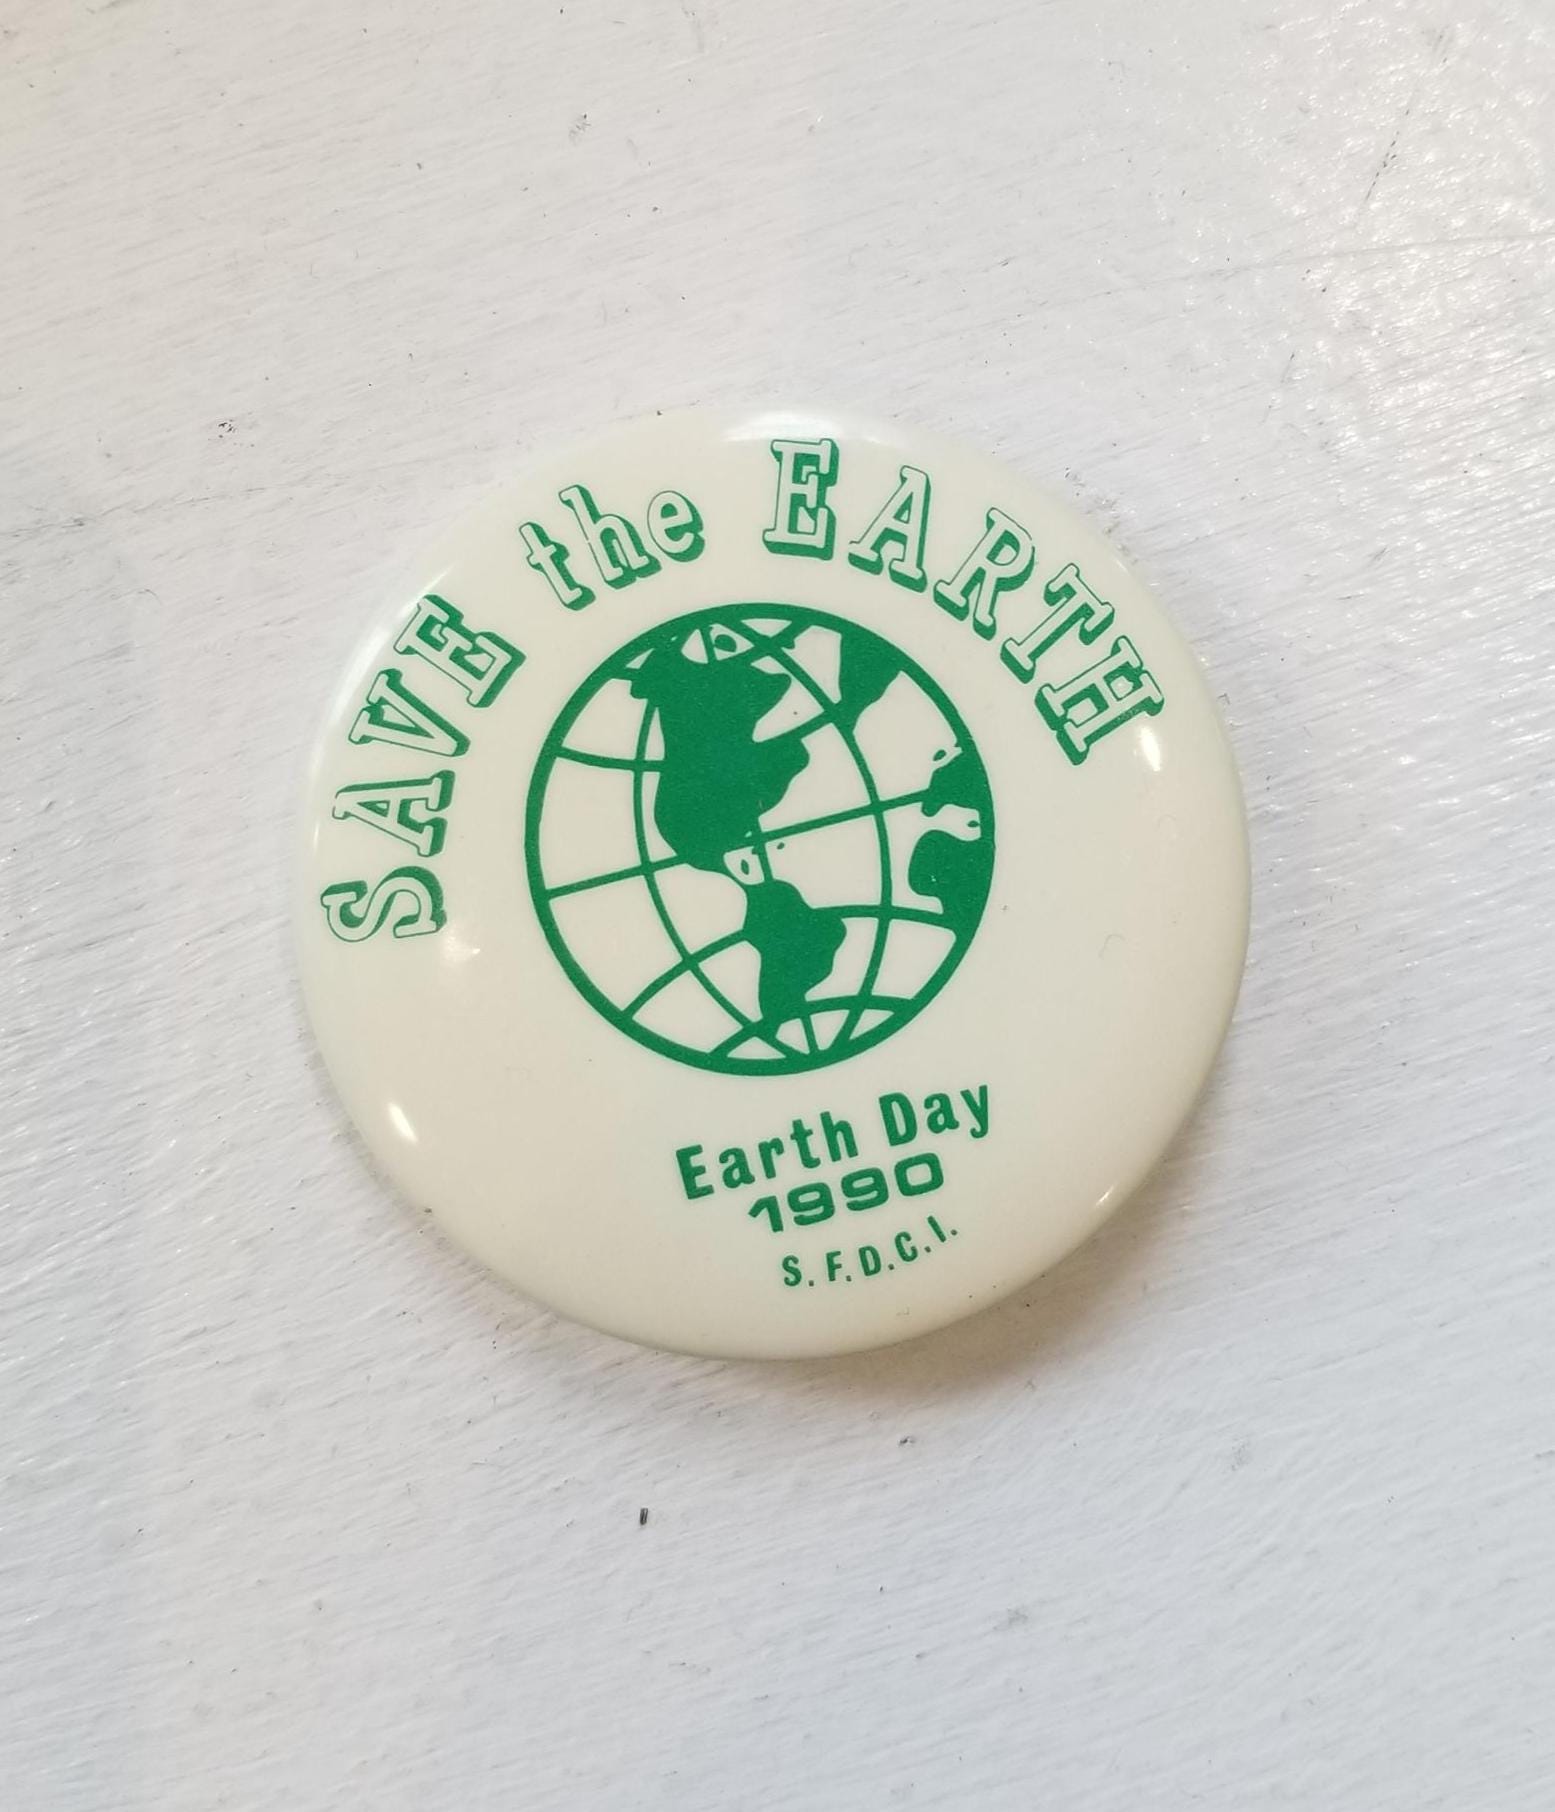 SAVE the EARTH
Earth Day
1990
S.F.D.C.I.